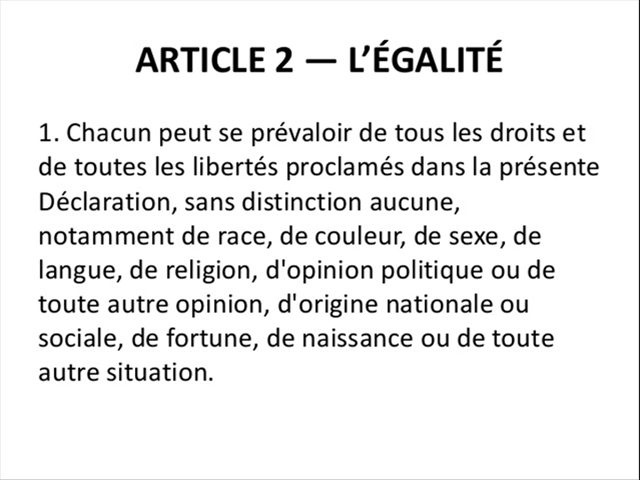 ARTICLE 2 — L’ÉGALITÉ
1. Chacun peut se prévaloir de tous les droits et
de toutes les libertés proclamés dans la présente
Déclaration, sans distinction aucune,
notamment de race, de couleur, de sexe, de
langue, de religion, d'opinion politique ou de
toute autre opinion, d'origine nationale ou
sociale, de fortune, de naissance ou de toute
autre situation.